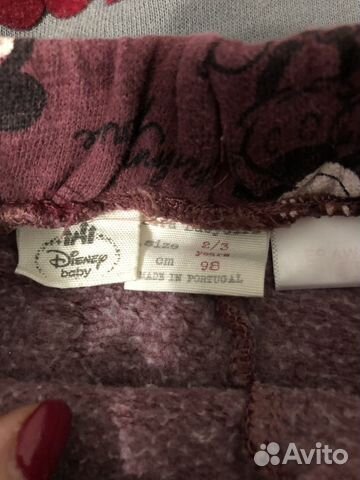 Disney
baby
size 2/3
years
cm 98
MADE IN PORTUGAL
Avito